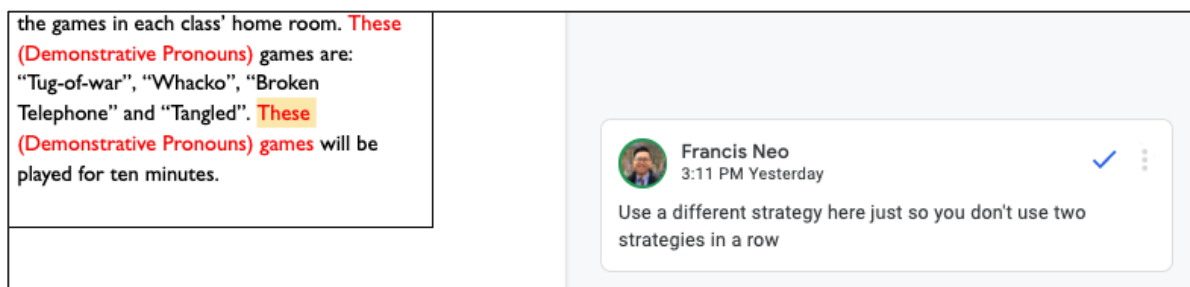 the games in each class’ home room. These
(Demonstrative Pronouns) games are:
“Tug-of-war”, “Whacko”, “Broken
Telephone” and “Tangled”. These
(Demonstrative Pronouns) games will be
played for ten minutes.
Francis Neo
3:11 PM Yesterday
Use a different strategy here just so you don't use two
strategies in a row